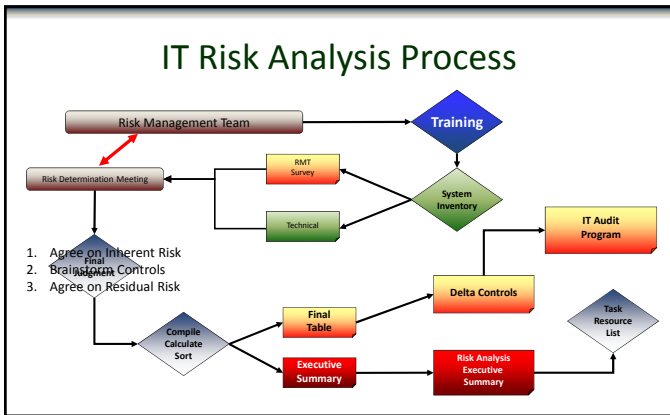 IT Risk Analysis Process
Risk Management Team
Training
Risk Determination Meeting
RMT
Survey
System
Inventory
Technical
IT Audit
Program
1. Agree on Inherent Risk
2. Brainstorm Controls
3. Agree on Residual Risk
Final
Judgment
Delta Controls
Final
Table
Task
Resource
List
Compile
Calculate
Sort
Executive
Summary
Risk Analysis
Executive
Summary